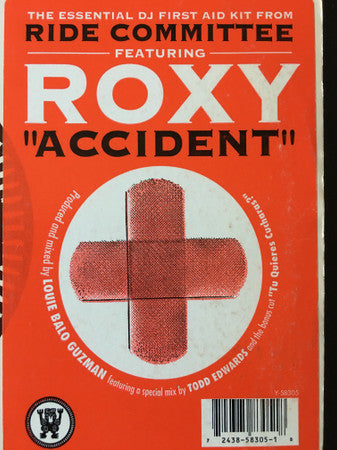 THE ESSENTIAL DJ FIRST AID KIT FROM
RIDE COMMITTEE
FEATURING
ROXY
"ACCIDENT"
Produced and mixed by LOUIE BALO GUZMAN featuring a special mix by TODD EDWARDS and the bonus cut "Tu Quieres Cucharas?"
Y-58305
7 2438-58305-1 8